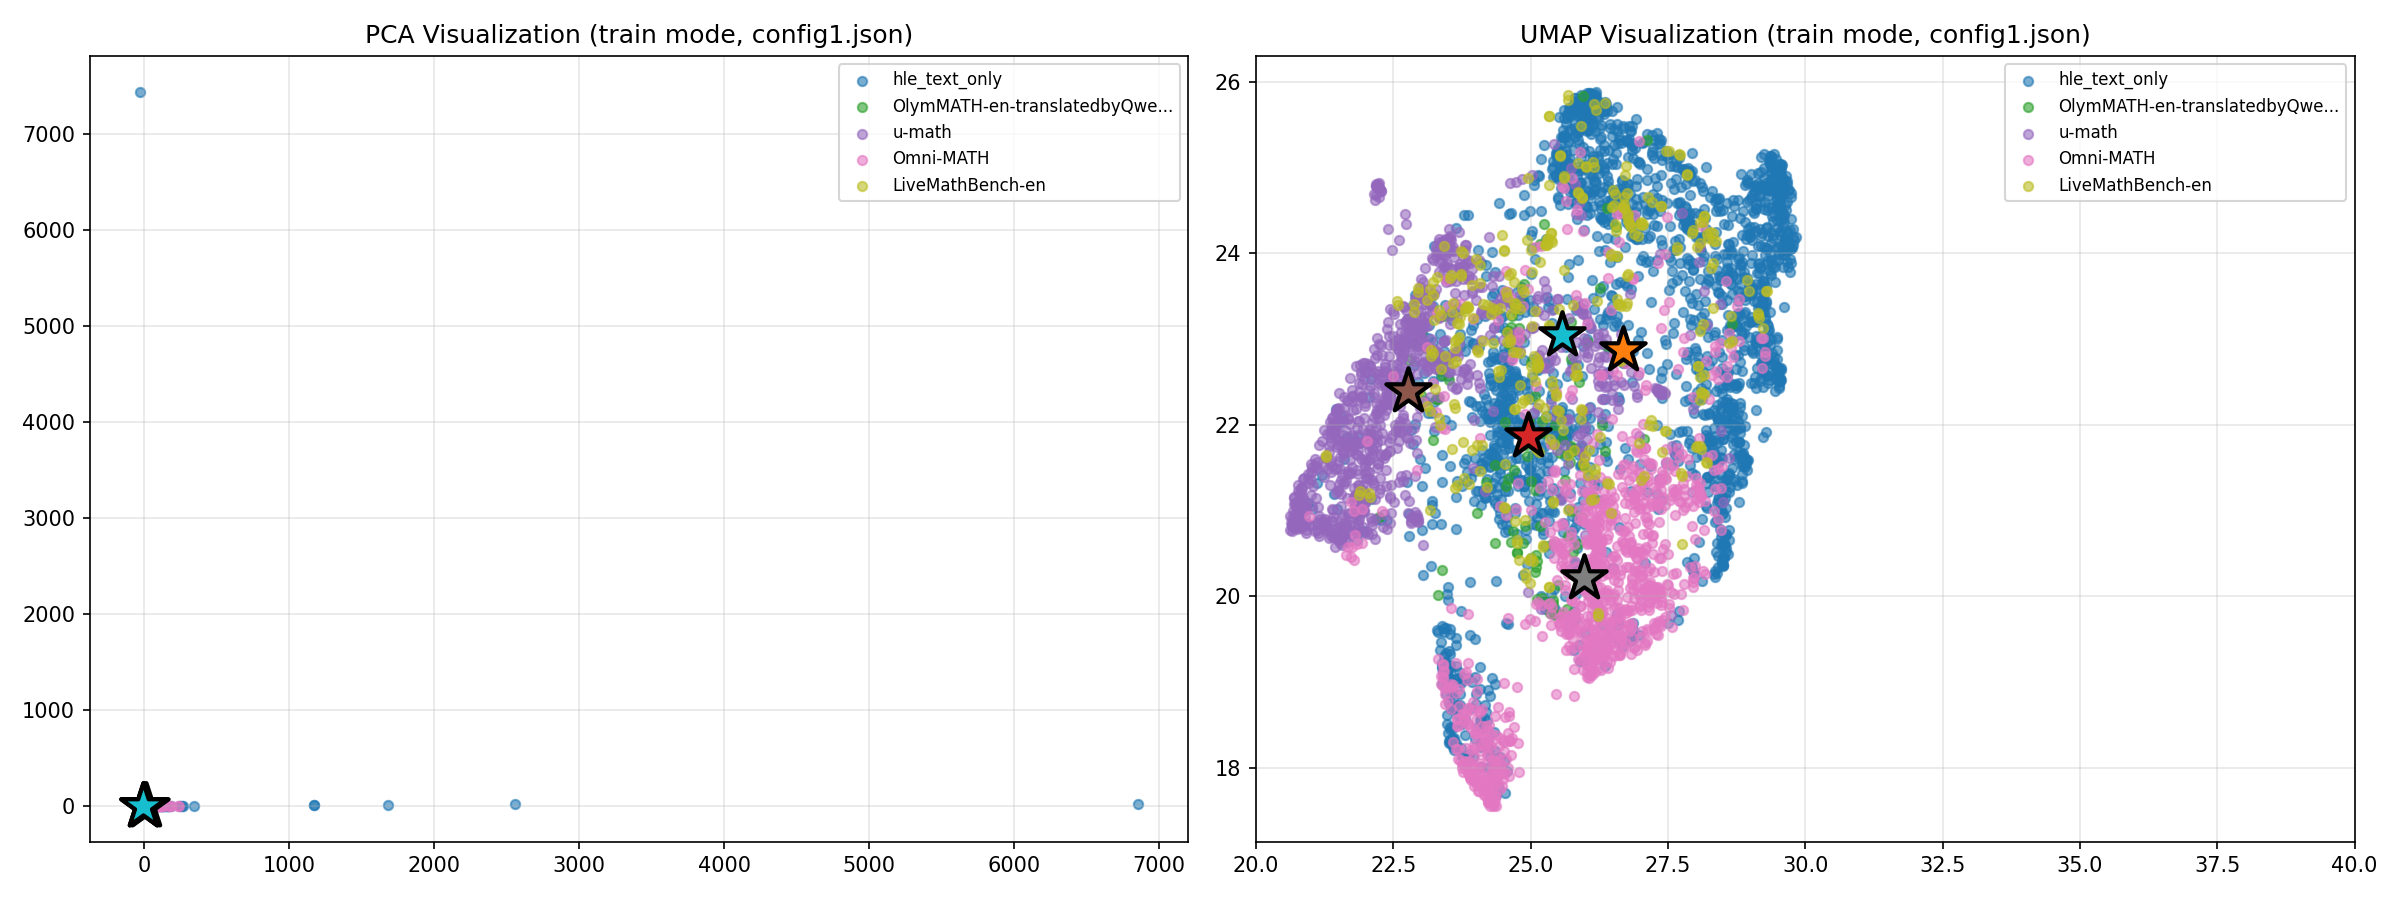 PCA Visualization (train mode, config1.json)
7000
6000
5000
4000
3000
2000
1000
0
0 1000 2000 3000 4000 5000 6000 7000
hle_text_only
OlymMATH-en-translatedbyQwe...
u-math
Omni-MATH
LiveMathBench-en
UMAP Visualization (train mode, config1.json)
26
24
22
20
18
20.0 22.5 25.0 27.5 30.0 32.5 35.0 37.5 40.0
hle_text_only
OlymMATH-en-translatedbyQwe...
u-math
Omni-MATH
LiveMathBench-en